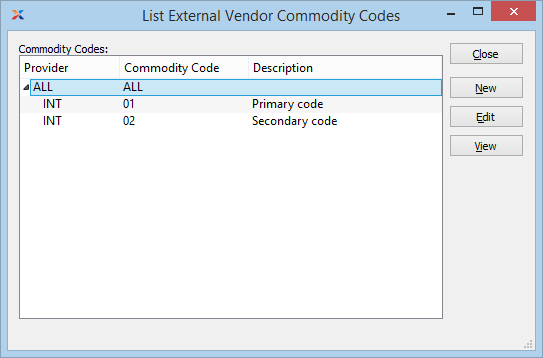 List External Vendor Commodity Codes
Commodity Codes:
Provider Commodity Code Description
ALL ALL
INT 01 Primary code
INT 02 Secondary code
Close
New
Edit
View